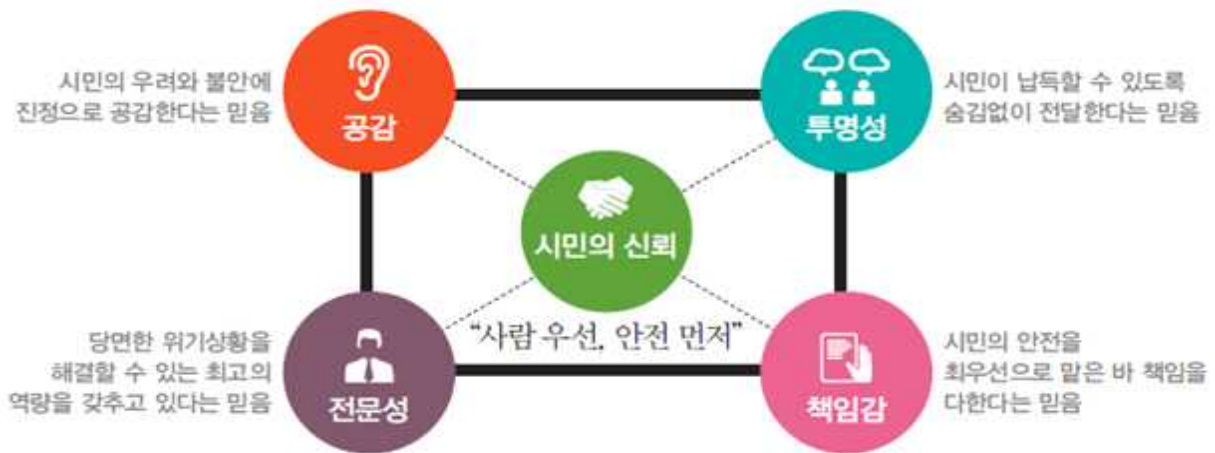 시민의 우려와 불안에
진정으로 공감한다는 믿음
공감
투명성
시민이 납득할 수 있도록
숨김없이 전달한다는 믿음
시민의 신뢰
“사람 우선, 안전 먼저”
당면한 위기상황을
해결할 수 있는 최고의
역량을 갖추고 있다는 믿음
전문성
책임감
시민의 안전을
최우선으로 맡은 바 책임을
다한다는 믿음